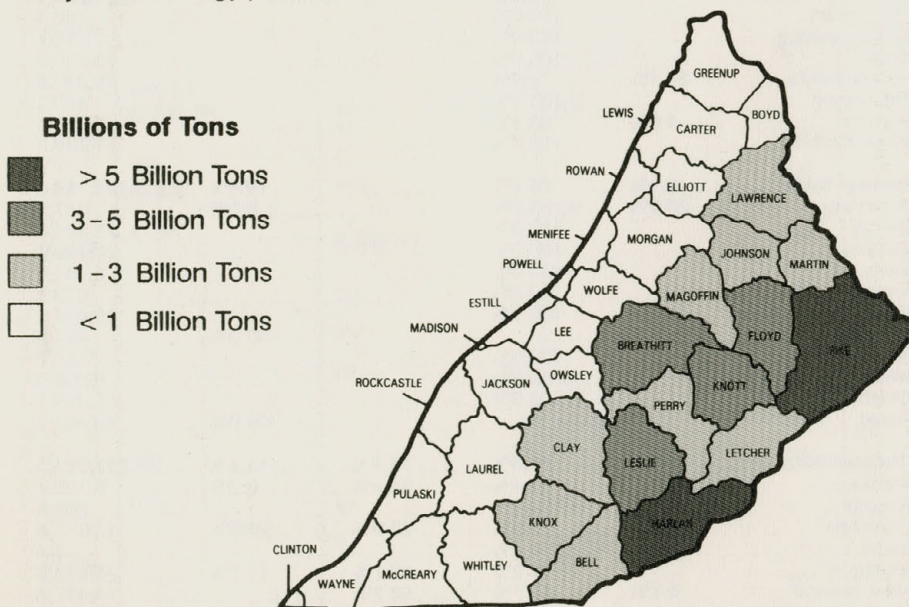 Billions of Tons
> 5 Billion Tons
3-5 Billion Tons
1-3 Billion Tons
< 1 Billion Tons
GREENUP
LEWIS
CARTER
BOYD
ROWAN
ELLIOTT
LAWRENCE
MENIFEE
MORGAN
JOHNSON
MARTIN
POWELL
WOLFE
MAGOFFIN
ESTILL
LEE
BREATHITT
FLOYD
PIKE
MADISON
ROCKCASTLE
JACKSON
OWSLEY
KNOTT
PERRY
CLAY
LETCHER
LAUREL
LESLIE
PULASKI
KNOX
HARLAN
BELL
CLINTON
WAYNE
McCREARY
WHITLEY